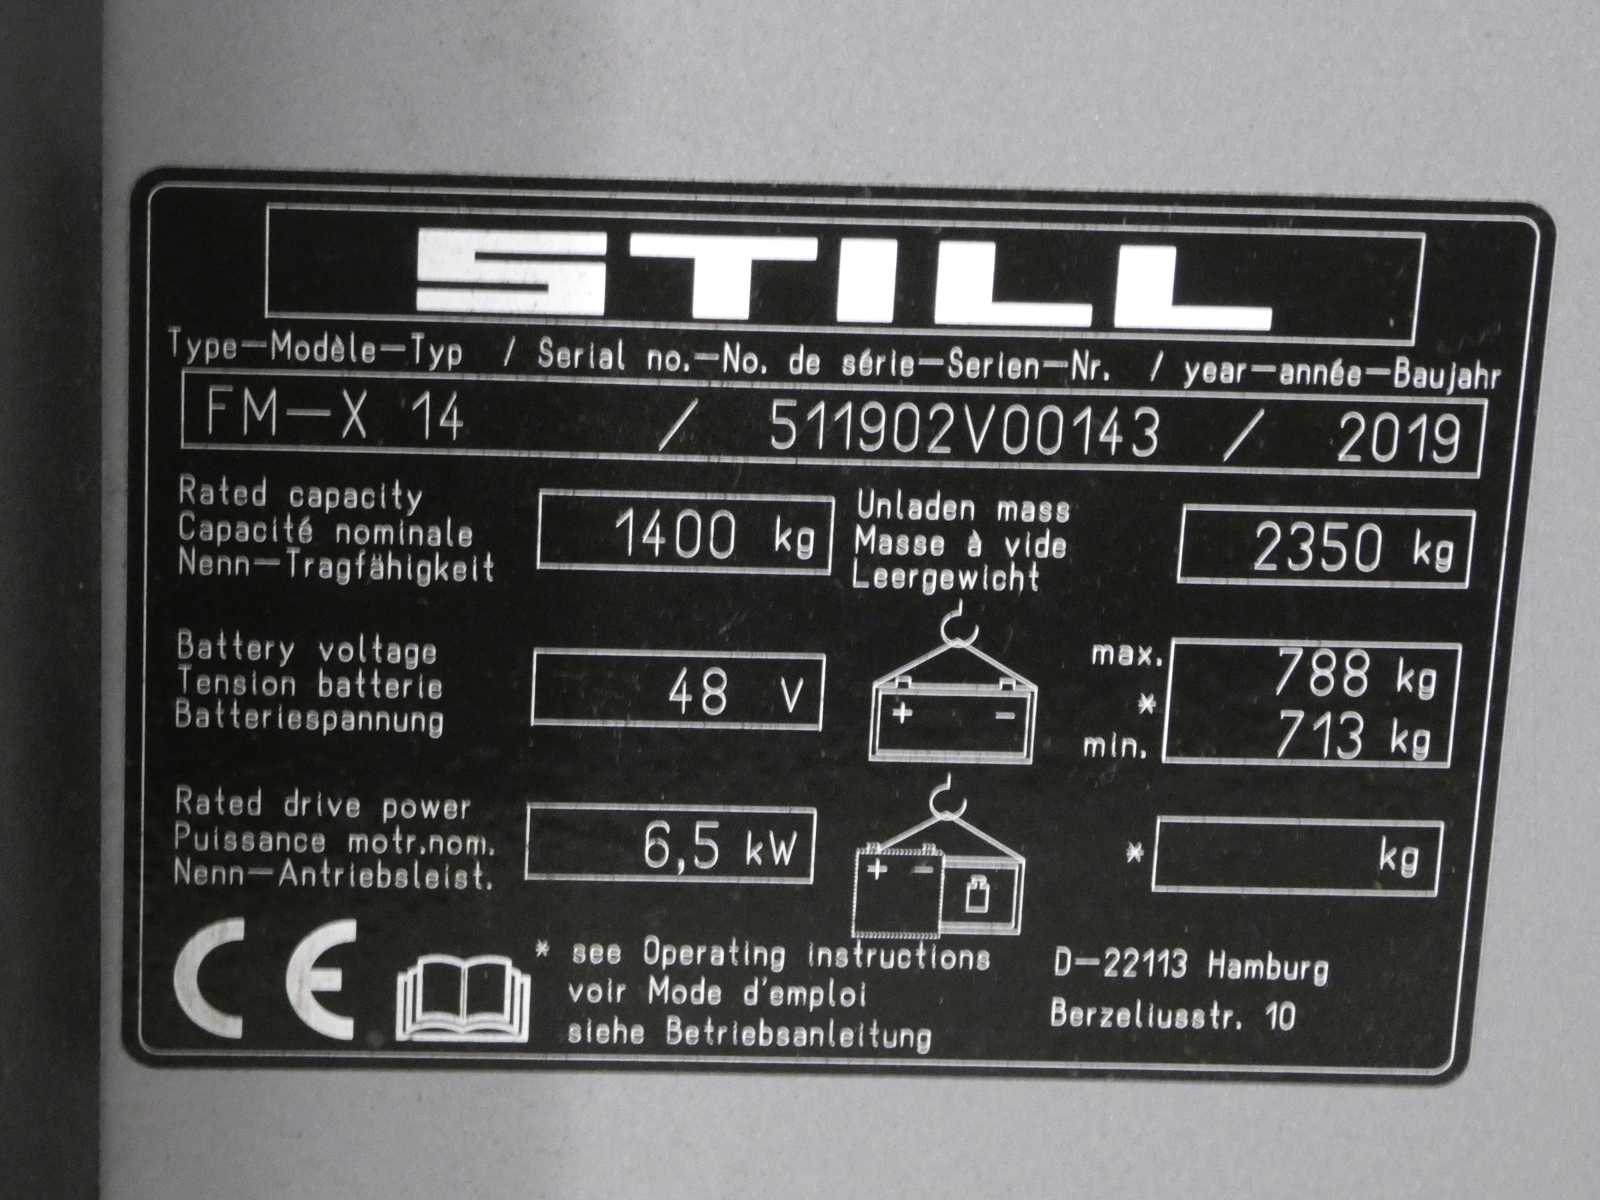 STILL
Type—Modèle—Typ / Serial no.—No. de série—Serien—Nr. / year—année—Baujahr
FM—X 14 / 511902V00143 / 2019
Rated capacity
Capacité nominale
Nenn—Tragfähigkeit
1400 kg
Unladen mass
Masse à vide
Leergewicht
2350 kg
Battery voltage
Tension batterie
Batteriespannung
48 V
+ —
max. 788 kg
*
min. 713 kg
Rated drive power
Puissance motr.nom.
Nenn—Antriebsleist.
6,5 kW
+ —
* kg
CE
* see Operating instructions
voir Mode d'emploi
siehe Betriebsanleitung
D—22113 Hamburg
Berzeliusstr. 10